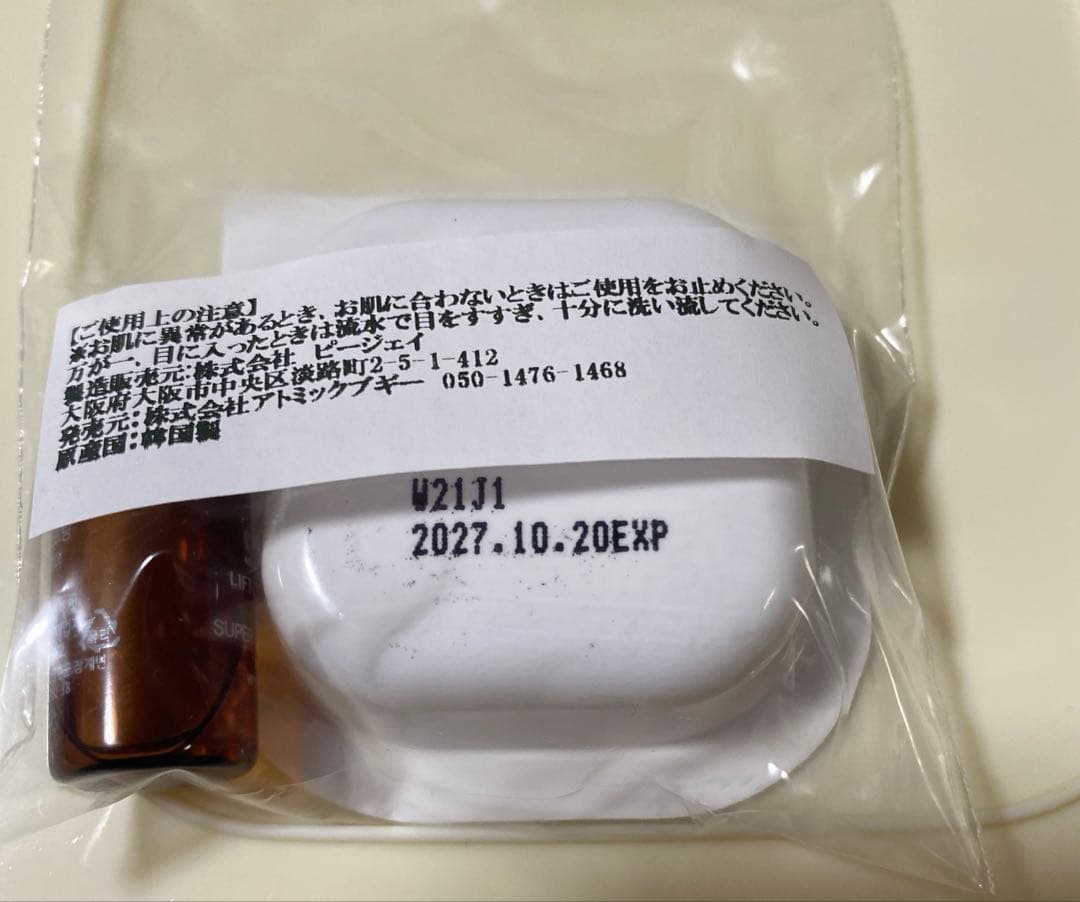 【ご使用上の注意】
※お肌に異常があるとき、お肌に合わないときはご使用をお止めください。
万が一、目に入ったときは流水で目をすすぎ、十分に洗い流してください。
製造販売元:株式会社 ピージェイ
大阪府大阪市中央区淡路町2-5-1-412
発売元:株式会社アトミックブギー 050-1476-1468
原産国:韓国製
W21J1
2027.10.20EXP
LIF
SUPE